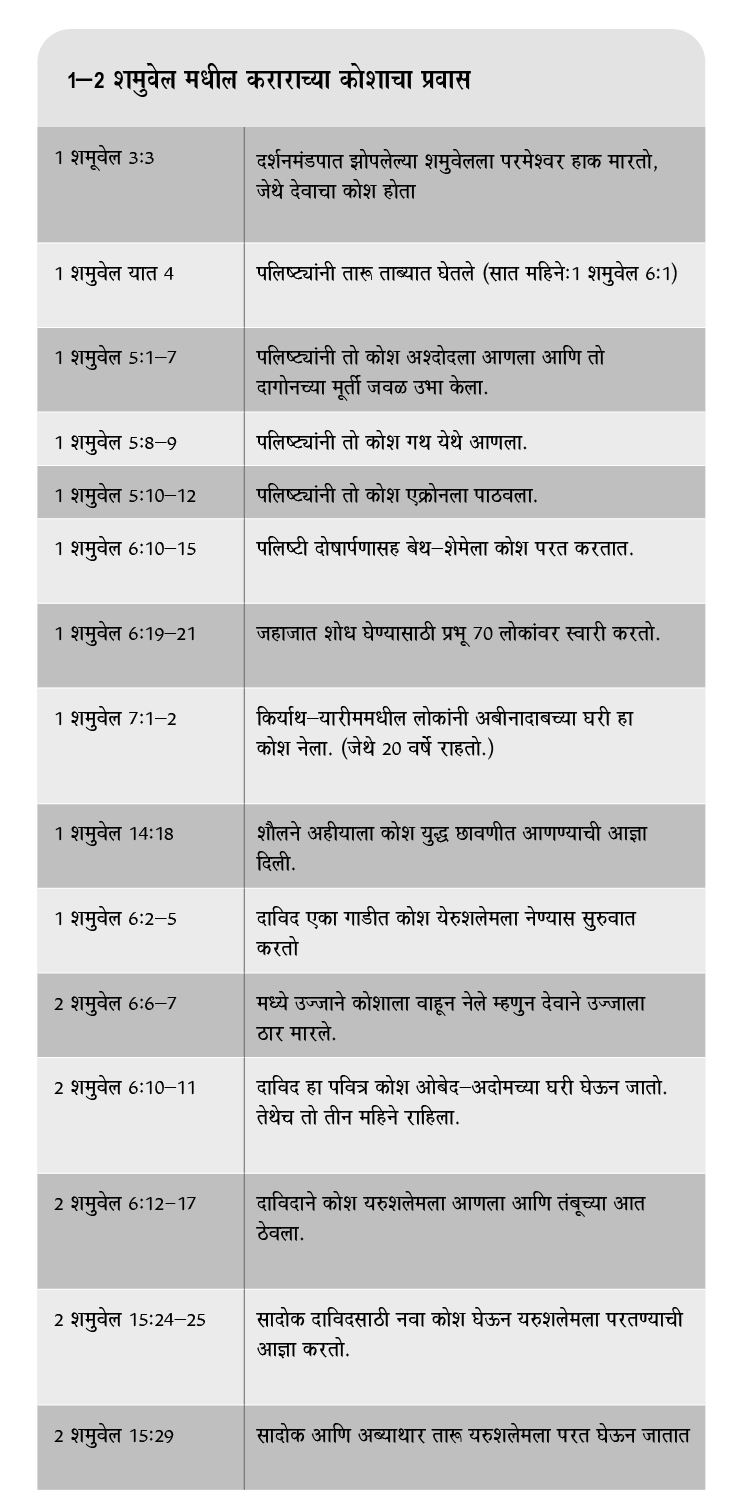 1–2 शमुवेल मधील कराराच्या कोशाचा प्रवास
1 शमूवेल 3:3
दर्शनमंडपात झोपलेल्या शमुवेलला परमेश्वर हाक मारतो,
जेथे देवाचा कोश होता
1 शमुवेल यात 4
पलिष्ट्यांनी तारू ताब्यात घेतले (सात महिने:1 शमुवेल 6:1)
1 शमुवेल 5:1–7
पलिष्ट्यांनी तो कोश अश्दोदला आणला आणि तो
दागोनच्या मूर्ती जवळ उभा केला.
1 शमुवेल 5:8–9
पलिष्ट्यांनी तो कोश गथ येथे आणला.
1 शमुवेल 5:10–12
पलिष्ट्यांनी तो कोश एक्रोनला पाठवला.
1 शमुवेल 6:10–15
पलिष्टी दोषार्पणासह बेथ–शेमेला कोश परत करतात.
1 शमुवेल 6:19–21
जहाजात शोध घेण्यासाठी प्रभू 70 लोकांवर स्वारी करतो.
1 शमुवेल 7:1–2
किर्याथ–यारीममधील लोकांनी अबीनादाबच्या घरी हा
कोश नेला. (जेथे 20 वर्षे राहतो.)
1 शमुवेल 14:18
शौलने अहीयाला कोश युद्ध छावणीत आणण्याची आज्ञा
दिली.
1 शमुवेल 6:2–5
दाविद एका गाडीत कोश येरुशलेमला नेण्यास सुरुवात
करतो
2 शमुवेल 6:6–7
मध्ये उज्जाने कोशाला वाहून नेले म्हणुन देवाने उज्जाला
ठार मारले.
2 शमुवेल 6:10–11
दाविद हा पवित्र कोश ओबेद–अदोमच्या घरी घेऊन जातो.
तेथेच तो तीन महिने राहिला.
2 शमुवेल 6:12–17
दाविदाने कोश यरुशलेमला आणला आणि तंबूच्या आत
ठेवला.
2 शमुवेल 15:24–25
सादोक दाविदसाठी नवा कोश घेऊन यरुशलेमला परतण्याची
आज्ञा करतो.
2 शमुवेल 15:29
सादोक आणि अब्याथार तारू यरुशलेमला परत घेऊन जातात